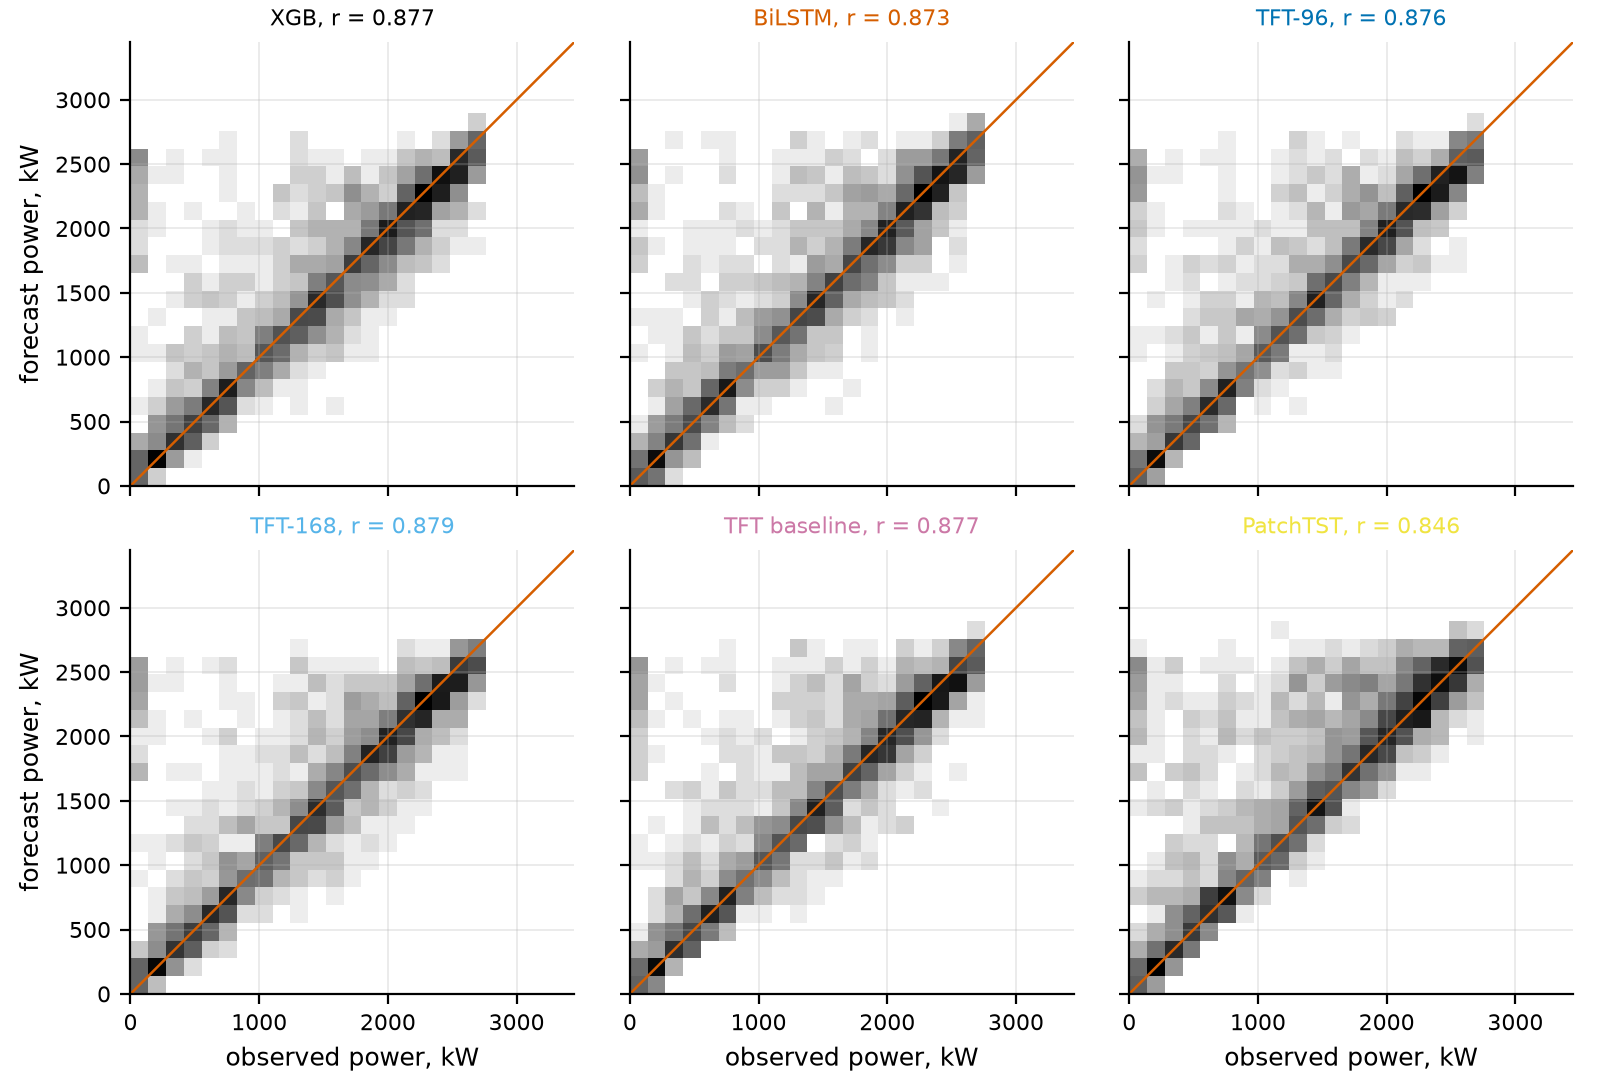 XGB, r = 0.877
BiLSTM, r = 0.873
TFT-96, r = 0.876
forecast power, kW
3000
2500
2000
1500
1000
500
0
TFT-168, r = 0.879
TFT baseline, r = 0.877
PatchTST, r = 0.846
forecast power, kW
3000
2500
2000
1500
1000
500
0
0 1000 2000 3000
0 1000 2000 3000
0 1000 2000 3000
observed power, kW
observed power, kW
observed power, kW